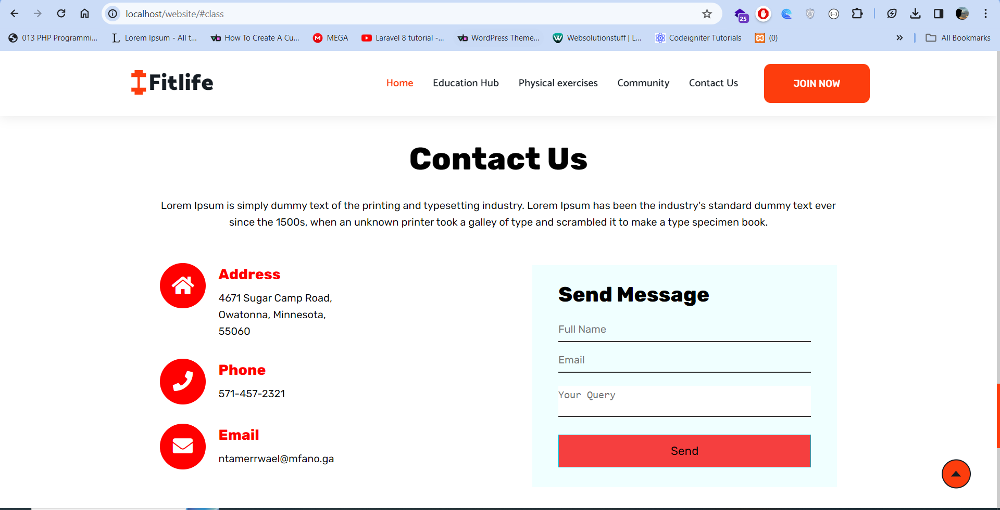 localhost/website/#class
25
013 PHP Programmi...
Lorem Ipsum - All t...
How To Create A Cu...
MEGA
Laravel 8 tutorial -...
WordPress Theme...
Websolutionstuff | L...
Codeigniter Tutorials
(0)
All Bookmarks
Fitlife
Home
Education Hub
Physical exercises
Community
Contact Us
JOIN NOW
Contact Us
Lorem Ipsum is simply dummy text of the printing and typesetting industry. Lorem Ipsum has been the industry's standard dummy text ever
since the 1500s, when an unknown printer took a galley of type and scrambled it to make a type specimen book.
Address
4671 Sugar Camp Road,
Owatonna, Minnesota,
55060
Phone
571-457-2321
Email
ntamerrwael@mfano.ga
Send Message
Full Name
Email
Your Query
Send